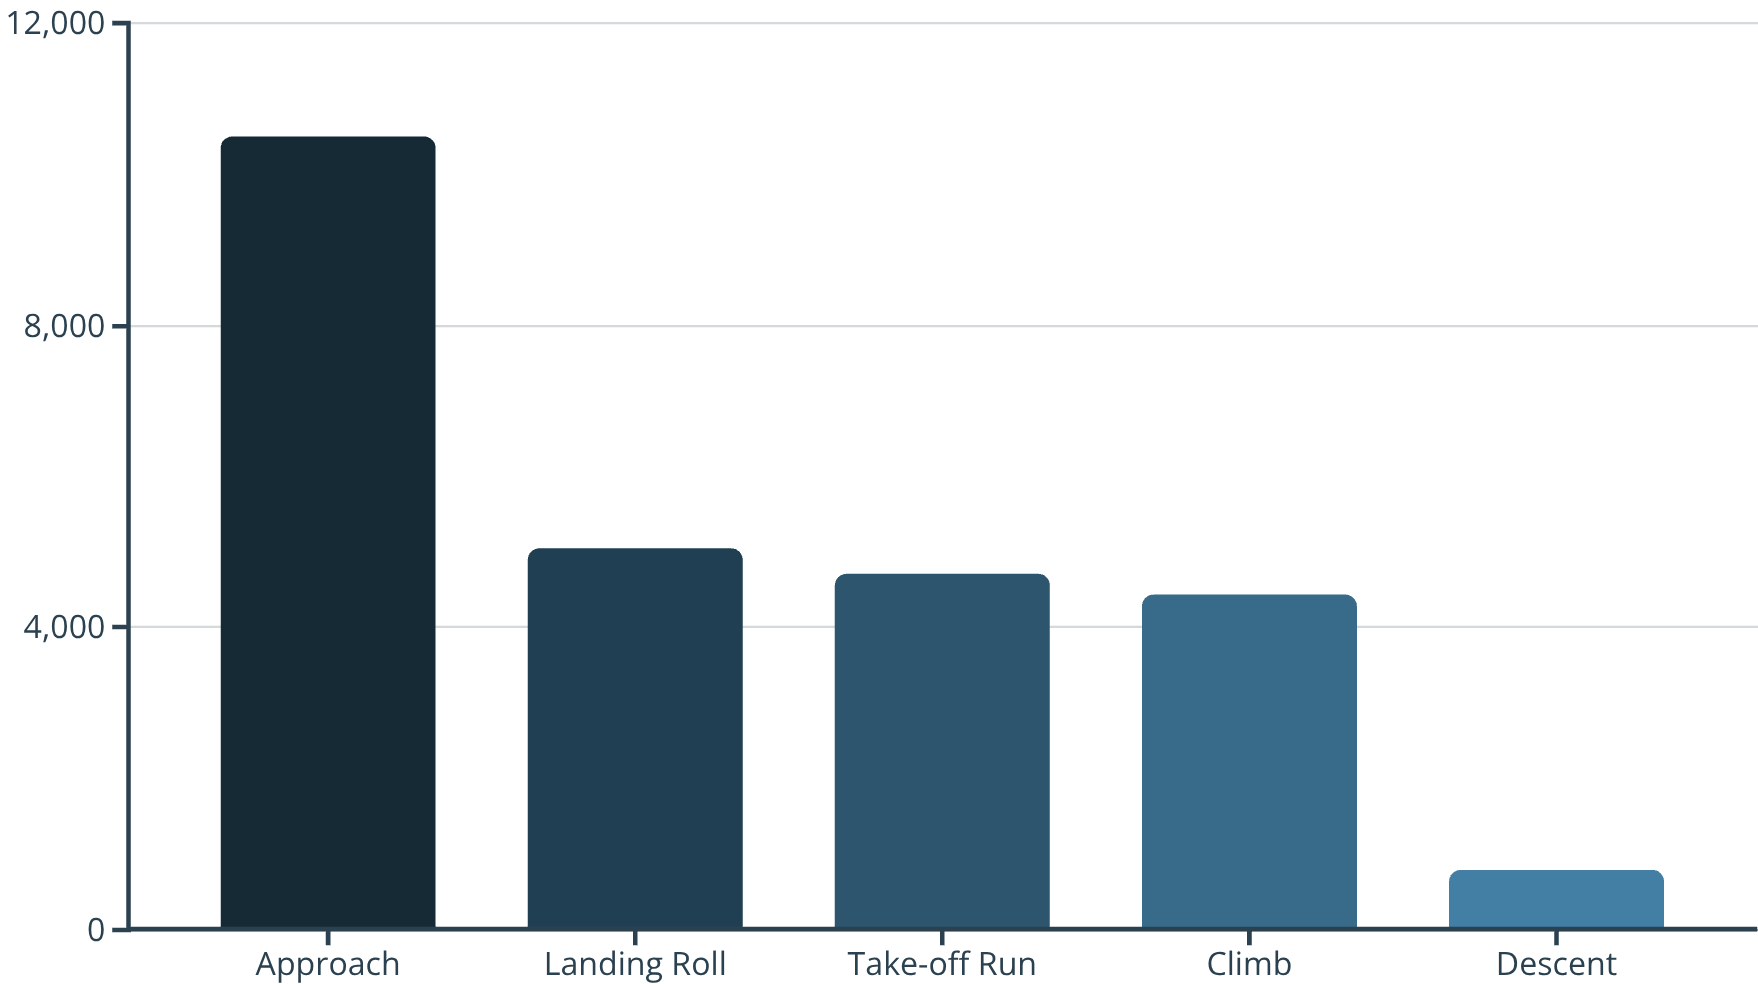 12,000
8,000
4,000
0
Approach
Landing Roll
Take-off Run
Climb
Descent